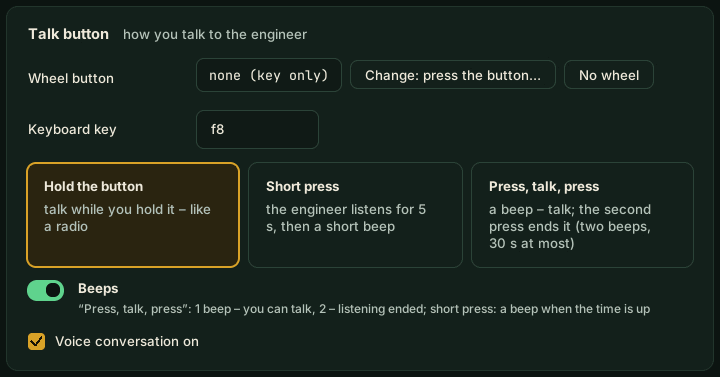 Talk button how you talk to the engineer
Wheel button none (key only) Change: press the button... No wheel
Keyboard key f8
Hold the button
talk while you hold it – like
a radio
Short press
the engineer listens for 5
s, then a short beep
Press, talk, press
a beep – talk; the second
press ends it (two beeps,
30 s at most)
Beeps
“Press, talk, press”: 1 beep – you can talk, 2 – listening ended; short press: a beep when the time is up
Voice conversation on